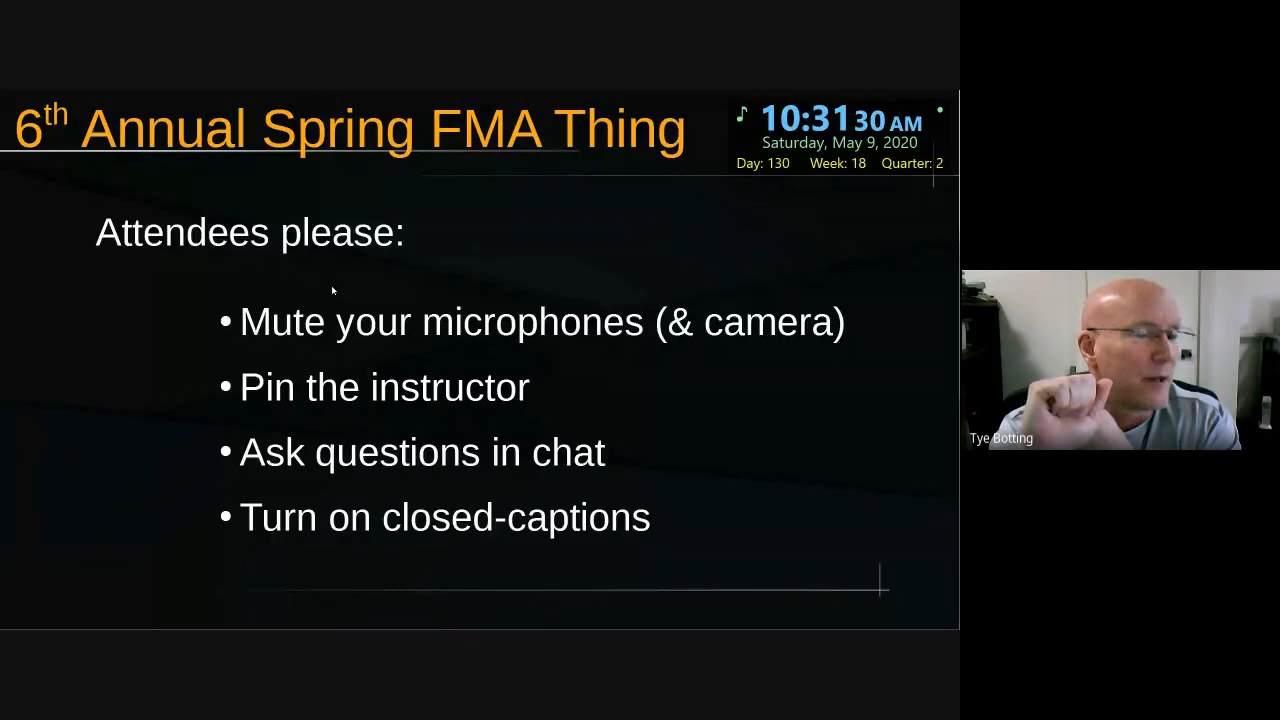 6th Annual Spring FMA Thing
♪ 10:31 30 AM
Saturday, May 9, 2020
Day: 130 Week: 18 Quarter: 2
Attendees please:
• Mute your microphones (& camera)
• Pin the instructor
• Ask questions in chat
• Turn on closed-captions
Tye Botting